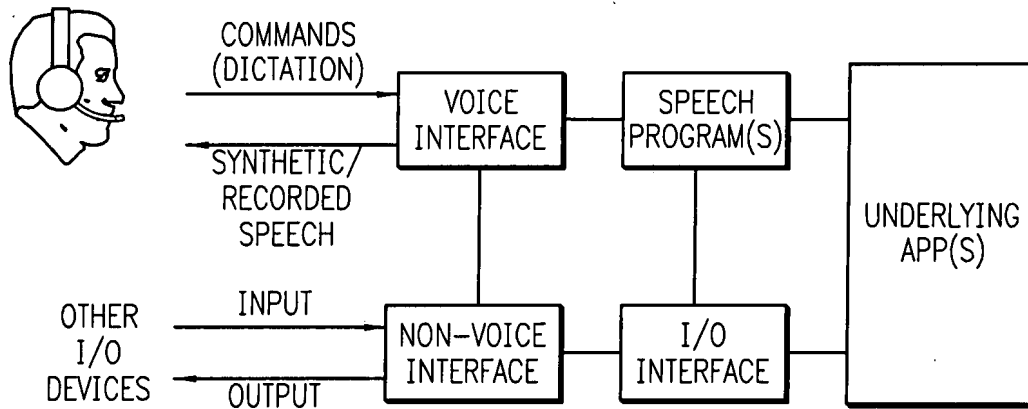 COMMANDS
(DICTATION)
VOICE
INTERFACE
SPEECH
PROGRAM(S)
SYNTHETIC/
RECORDED
SPEECH
UNDERLYING
APP(S)
OTHER
I/O
DEVICES
INPUT
OUTPUT
NON-VOICE
INTERFACE
I/O
INTERFACE